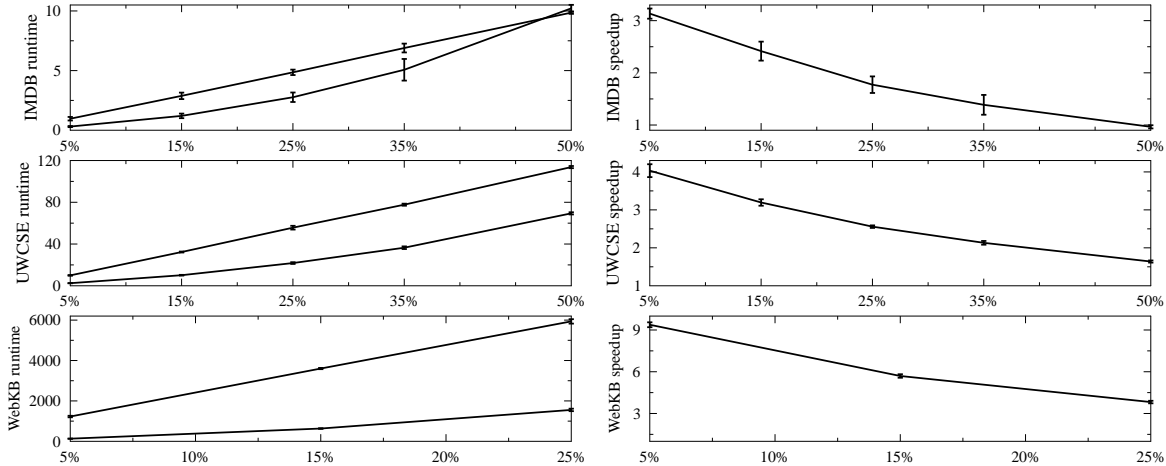 IMDB runtime
10
5
0
5% 15% 25% 35% 50%
IMDB speedup
3
2
1
5% 15% 25% 35% 50%
UWCSE runtime
120
80
40
0
5% 15% 25% 35% 50%
UWCSE speedup
4
3
2
1
5% 15% 25% 35% 50%
WebKB runtime
6000
4000
2000
0
5% 10% 15% 20% 25%
WebKB speedup
9
6
3
5% 10% 15% 20% 25%